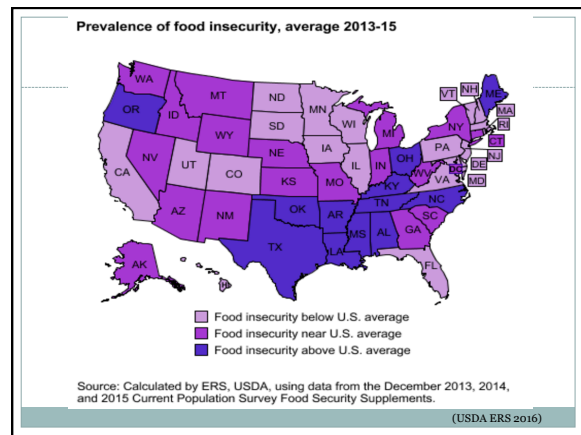 Prevalence of food insecurity, average 2013-15
WA
MT
ND
MN
VT
NH
ME
OR
ID
SD
WI
MI
NY
MA
RI
WY
IA
PA
CT
NJ
NV
NE
IL
IN
OH
DE
MD
CA
UT
CO
KS
MO
KY
WV
DC
VA
AZ
NM
OK
AR
TN
NC
SC
TX
LA
MS
AL
GA
AK
HI
FL
Food insecurity below U.S. average
Food insecurity near U.S. average
Food insecurity above U.S. average
Source: Calculated by ERS, USDA, using data from the December 2013, 2014,
and 2015 Current Population Survey Food Security Supplements.
(USDA ERS 2016)